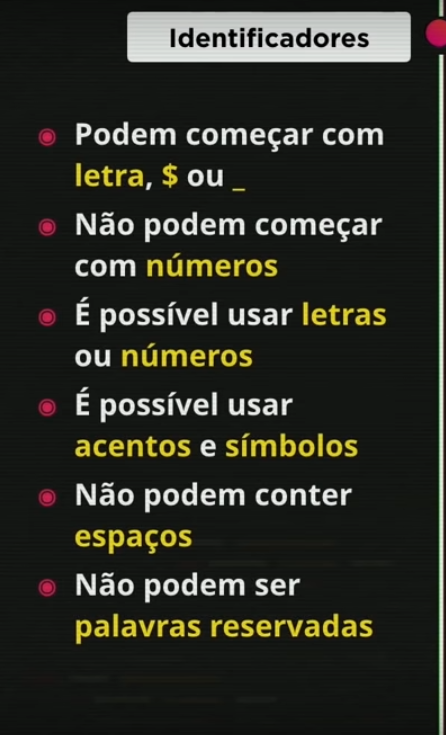 Identificadores
Podem começar com
letra, $ ou _
Não podem começar
com números
É possível usar letras
ou números
É possível usar
acentos e símbolos
Não podem conter
espaços
Não podem ser
palavras reservadas